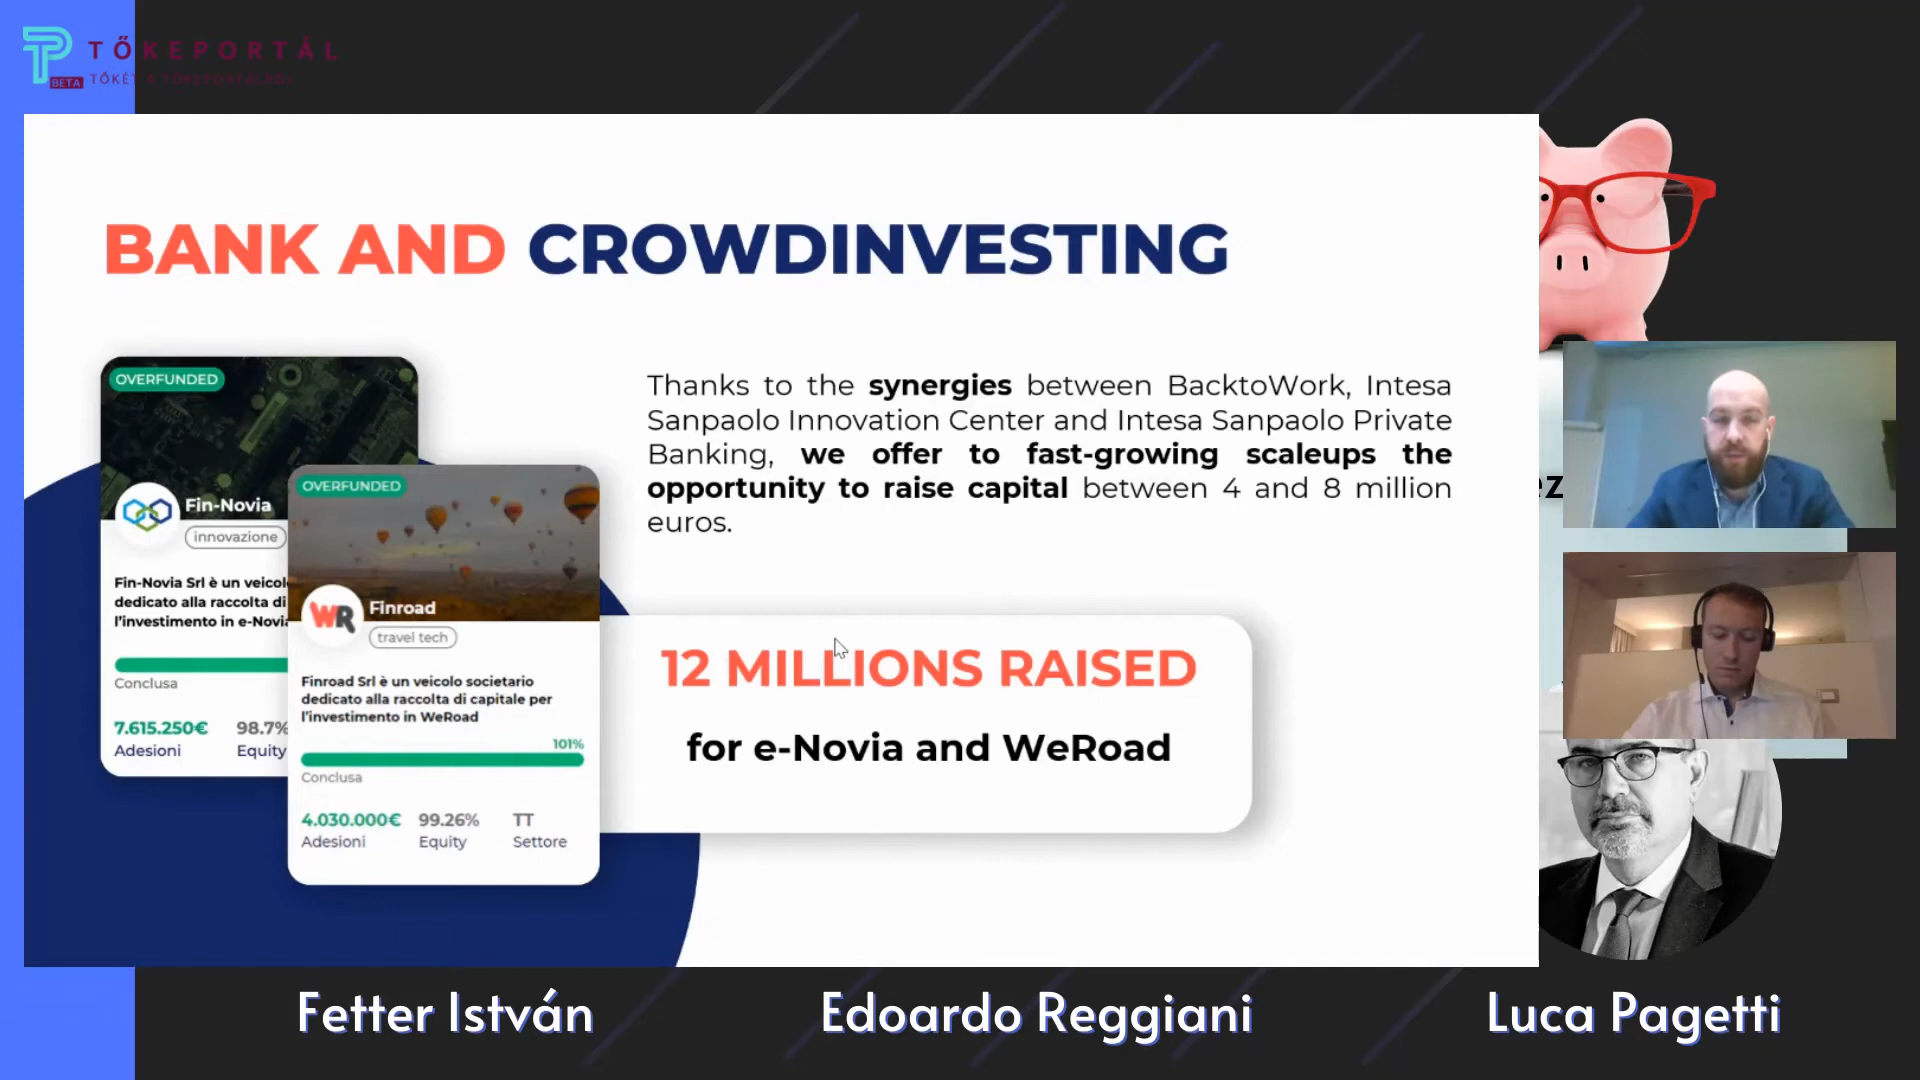 TŐKEPORTÁL
BETA
BANK AND CROWDINVESTING
OVERFUNDED
Fin-Novia
innovazione
Fin-Novia Srl è un
dedicato alla raccolta di
l'investimento in
Conclusa
7.615.250€ 98.7%
Adesioni Equity
OVERFUNDED
WR
Finroad
travel tech
Finroad Srl è un veicolo societario
dedicato alla raccolta di capitale per
l'investimento in WeRoad
101%
Conclusa
4.030.000€ 99.26% TT
Adesioni Equity Settore
Thanks to the synergies between BacktoWork, Intesa
Sanpaolo Innovation Center and Intesa Sanpaolo Private
Banking, we offer to fast-growing scaleups the
opportunity to raise capital between 4 and 8 million
euros.
12 MILLIONS RAISED
for e-Novia and WeRoad
Fetter István
Edoardo Reggiani
Luca Pagetti